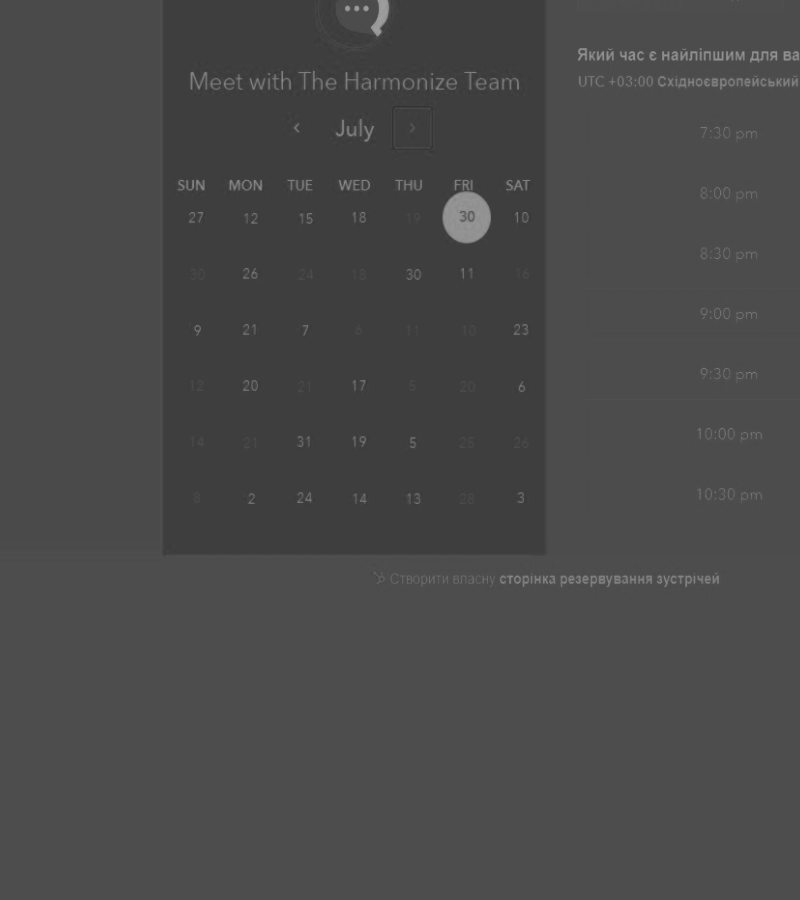 Meet with The Harmonize Team
‹ July ›
SUN MON TUE WED THU FRI SAT
27 12 15 18 19 30 10
30 26 24 18 30 11 16
9 21 7 6 11 10 23
12 20 21 17 5 20 6
14 21 31 19 5 25 26
8 2 24 14 13 28 3
Який час є найліпшим для ва
UTC +03:00 Східноєвропейський
7:30 pm
8:00 pm
8:30 pm
9:00 pm
9:30 pm
10:00 pm
10:30 pm
Створити власну сторінка резервування зустрічей